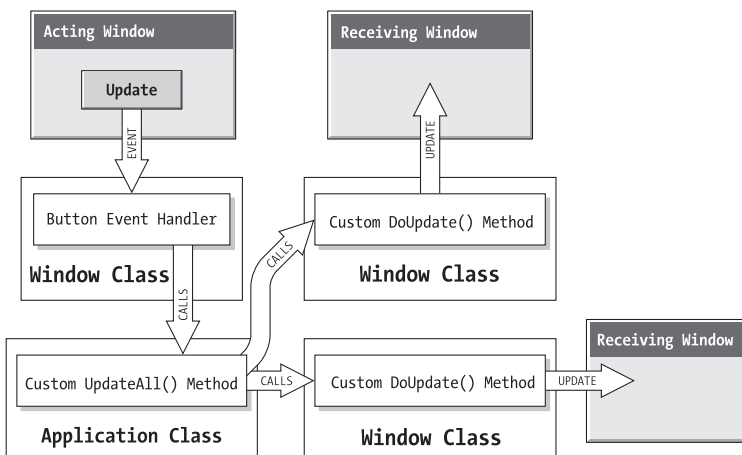 Acting Window
Update
EVENT
Button Event Handler
Window Class
CALLS
Custom UpdateAll() Method
Application Class
CALLS
CALLS
Receiving Window
UPDATE
Custom DoUpdate() Method
Window Class
Custom DoUpdate() Method
Window Class
UPDATE
Receiving Window